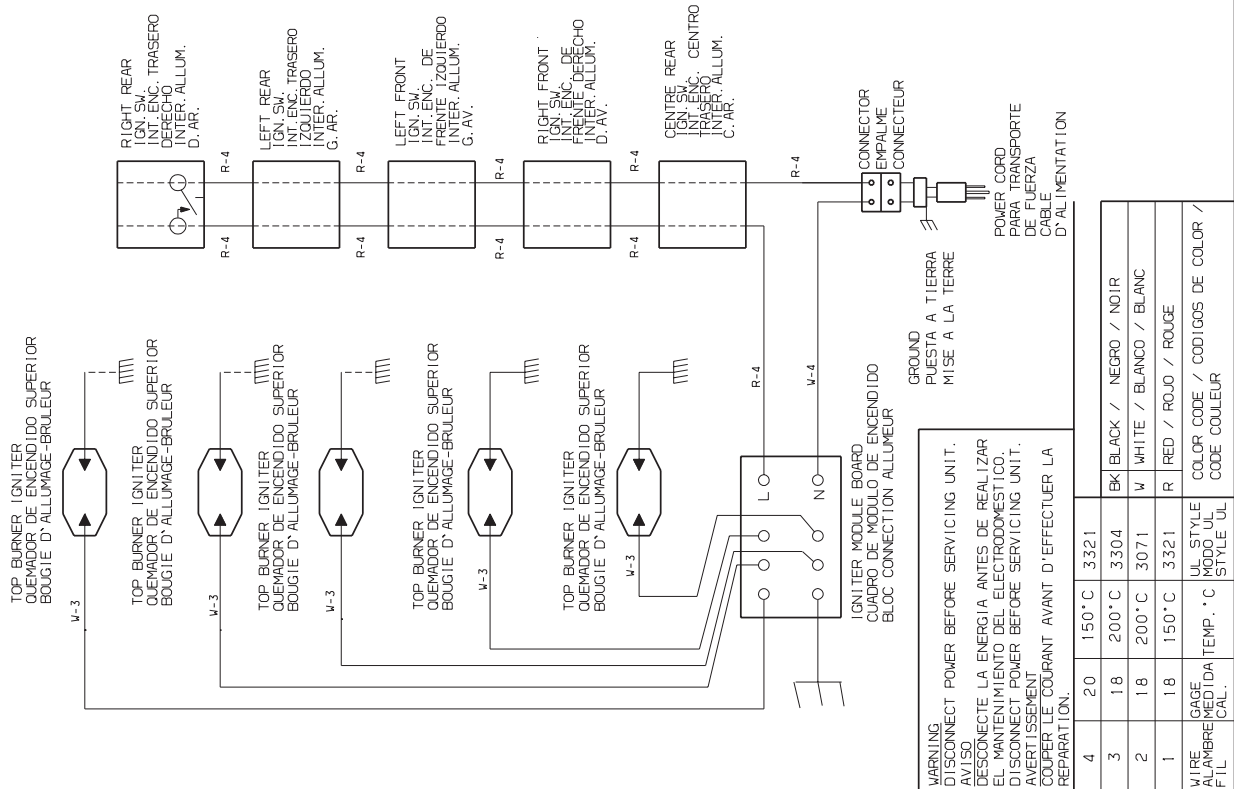 RIGHT REAR
IGN. SW.
INT. ENC. TRASERO
DERECHO
INTER. ALLUM.
D. AR.
LEFT REAR
IGN. SW.
INT. ENC. TRASERO
IZQUIERDO
INTER. ALLUM.
G. AR.
LEFT FRONT
IGN. SW.
INT. ENC. DE
FRENTE IZQUIERDO
INTER. ALLUM.
G. AV.
RIGHT FRONT
IGN. SW.
INT. ENC. DE
FRENTE DERECHO
INTER. ALLUM.
D. AV.
CENTRE REAR
IGN. SW.
INT. ENC. CENTRO
TRASERO
INTER. ALLUM.
C. AR.
R-4
R-4
R-4
R-4
R-4
R-4
R-4
R-4
R-4
CONNECTOR
EMPALME
CONNECTEUR
POWER CORD
PARA TRANSPORTE
DE FUERZA
CABLE
D`ALIMENTATION
GROUND
PUESTA A TIERRA
MISE A LA TERRE
TOP BURNER IGNITER
QUEMADOR DE ENCENDIDO SUPERIOR
BOUGIE D`ALLUMAGE-BRULEUR
W-3
TOP BURNER IGNITER
QUEMADOR DE ENCENDIDO SUPERIOR
BOUGIE D`ALLUMAGE-BRULEUR
W-3
TOP BURNER IGNITER
QUEMADOR DE ENCENDIDO SUPERIOR
BOUGIE D`ALLUMAGE-BRULEUR
W-3
TOP BURNER IGNITER
QUEMADOR DE ENCENDIDO SUPERIOR
BOUGIE D`ALLUMAGE-BRULEUR
W-3
TOP BURNER IGNITER
QUEMADOR DE ENCENDIDO SUPERIOR
BOUGIE D`ALLUMAGE-BRULEUR
W-3
R-4
W-4
L
N
IGNITER MODULE BOARD
CUADRO DE MODULO DE ENCENDIDO
BLOC CONNECTION ALLUMEUR
WARNING
DISCONNECT POWER BEFORE SERVICING UNIT.
AVISO
DESCONECTE LA ENERGIA ANTES DE REALIZAR
EL MANTENIMIENTO DEL ELECTRODOMESTICO.
DISCONNECT POWER BEFORE SERVICING UNIT.
AVERTISSEMENT
COUPER LE COURANT AVANT D'EFFECTUER LA
REPARATION.
4 20 150°C 3321
3 18 200°C 3304 BK BLACK / NEGRO / NOIR
2 18 200°C 3071 W WHITE / BLANCO / BLANC
1 18 150°C 3321 R RED / ROJO / ROUGE
WIRE
ALAMBRE
FIL
GAGE
MEDIDA
CAL.
TEMP. °C
UL STYLE
MODO UL
STYLE UL
COLOR CODE / CODIGOS DE COLOR /
CODE COULEUR